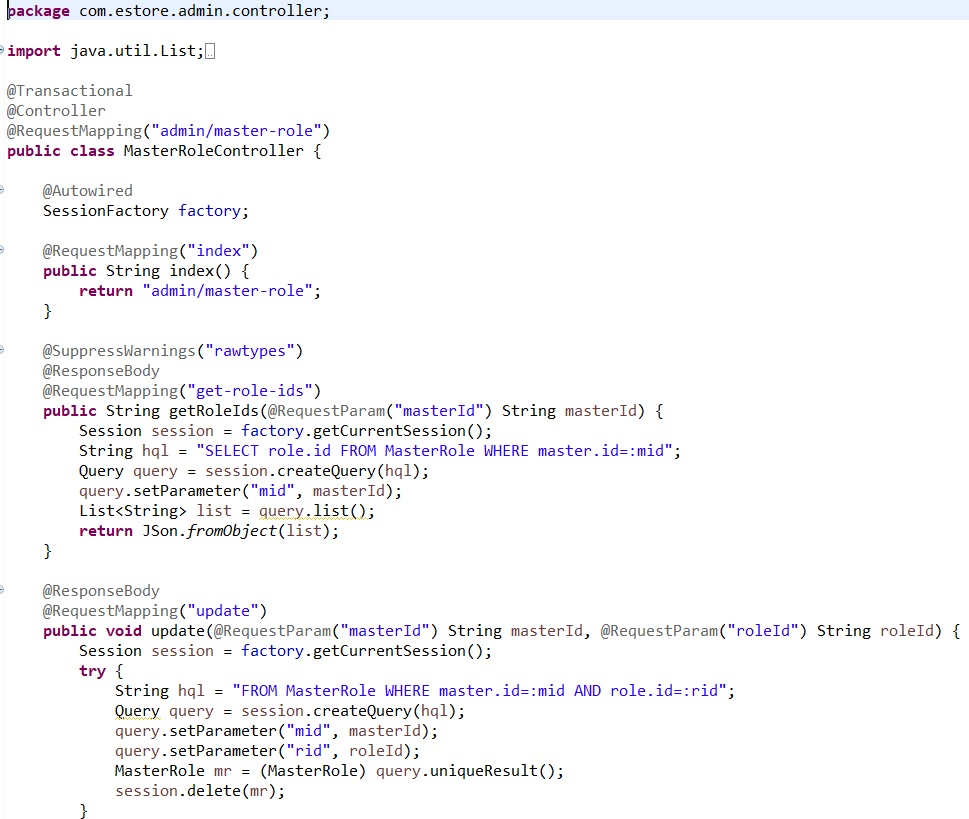 package com.estore.admin.controller;
import java.util.List;
@Transactional
@Controller
@RequestMapping("admin/master-role")
public class MasterRoleController {
@Autowired
SessionFactory factory;
@RequestMapping("index")
public String index() {
return "admin/master-role";
}
@SuppressWarnings("rawtypes")
@ResponseBody
@RequestMapping("get-role-ids")
public String getRoleIds(@RequestParam("masterId") String masterId) {
Session session = factory.getCurrentSession();
String hql = "SELECT role.id FROM MasterRole WHERE master.id=:mid";
Query query = session.createQuery(hql);
query.setParameter("mid", masterId);
List<String> list = query.list();
return JSon.fromObject(list);
}
@ResponseBody
@RequestMapping("update")
public void update(@RequestParam("masterId") String masterId, @RequestParam("roleId") String roleId) {
Session session = factory.getCurrentSession();
try {
String hql = "FROM MasterRole WHERE master.id=:mid AND role.id=:rid";
Query query = session.createQuery(hql);
query.setParameter("mid", masterId);
query.setParameter("rid", roleId);
MasterRole mr = (MasterRole) query.uniqueResult();
session.delete(mr);
}